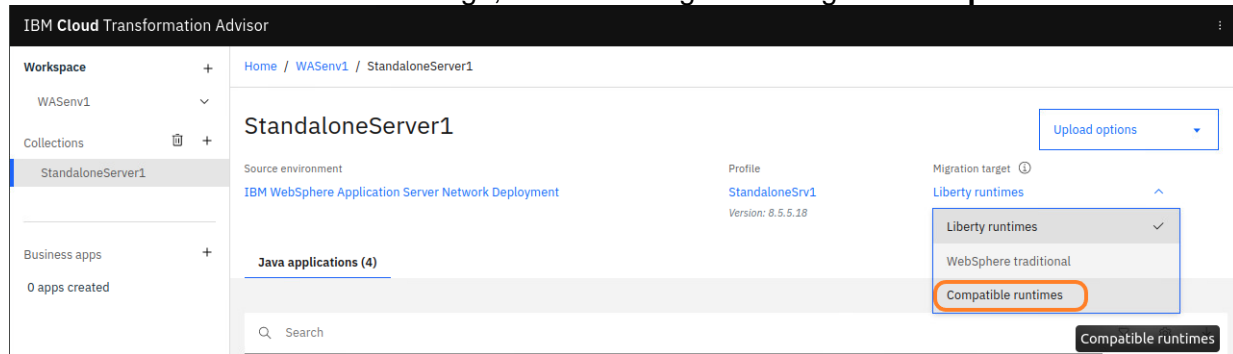 IBM Cloud Transformation Advisor
Workspace +
WASenv1
Collections +
StandaloneServer1
Business apps +
0 apps created
Home / WASenv1 / StandaloneServer1
StandaloneServer1
Upload options
Source environment
IBM WebSphere Application Server Network Deployment
Profile
StandaloneSrv1
Version: 8.5.5.18
Migration target
Liberty runtimes
Liberty runtimes
WebSphere traditional
Compatible runtimes
Java applications (4)
Search
Compatible runtimes